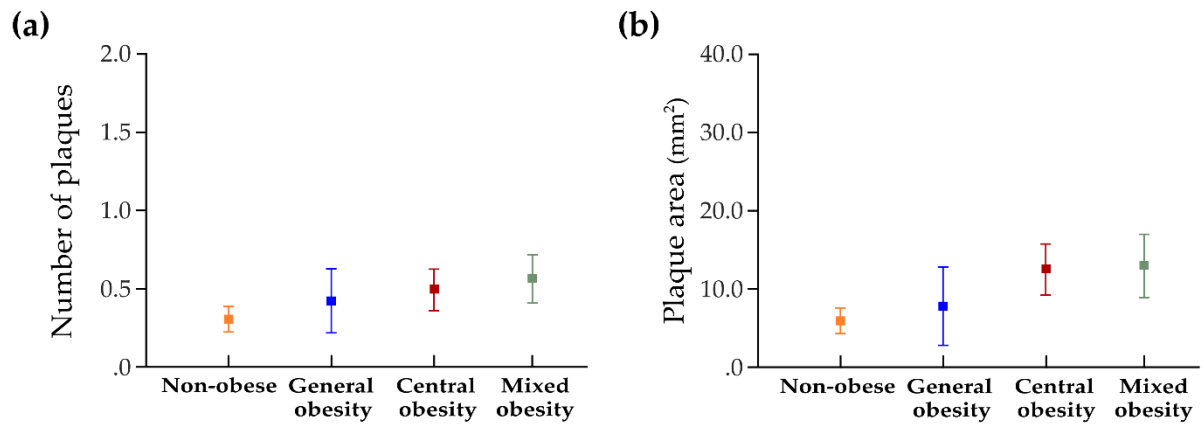 (a)
Number of plaques
2.0
1.5
1.0
0.5
.0
Non-obese
General
obesity
Central
obesity
Mixed
obesity
(b)
Plaque area (mm²)
40.0
30.0
20.0
10.0
.0
Non-obese
General
obesity
Central
obesity
Mixed
obesity